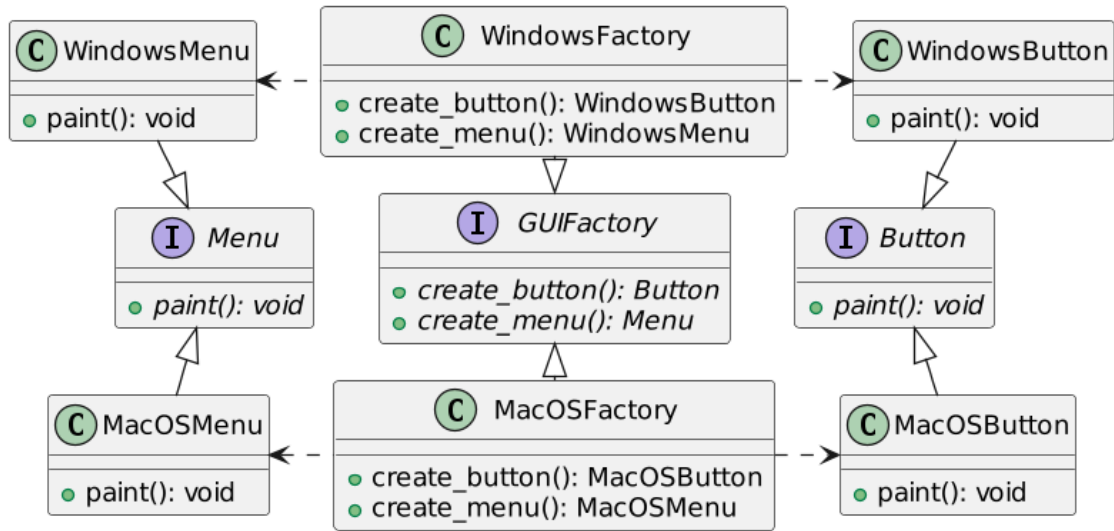 C WindowsMenu
paint(): void
C WindowsFactory
create_button(): WindowsButton
create_menu(): WindowsMenu
C WindowsButton
paint(): void
I Menu
paint(): void
I GUIFactory
create_button(): Button
create_menu(): Menu
I Button
paint(): void
C MacOSMenu
paint(): void
C MacOSFactory
create_button(): MacOSButton
create_menu(): MacOSMenu
C MacOSButton
paint(): void